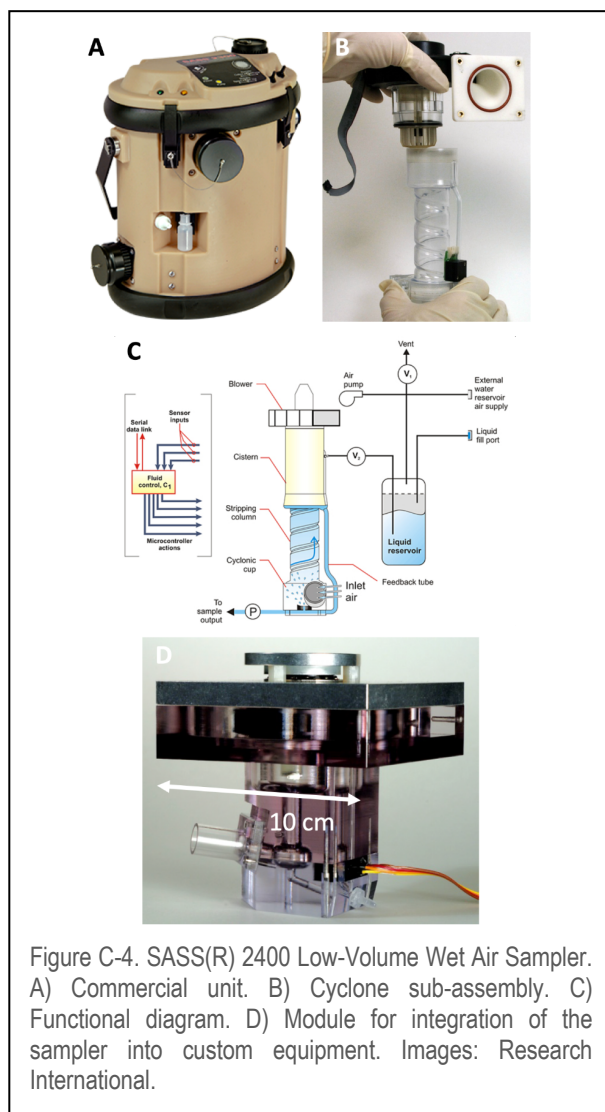 A
B
C
Vent
V1
Air
pump
External
water
reservoir
air supply
Blower
Liquid
fill port
Serial
data link
Sensor
inputs
Cistern
V2
Fluid
control, C1
Stripping
column
Liquid
reservoir
Microcontroller
actions
Cyclonic
cup
Inlet
air
Feedback tube
To
sample
output
P
D
10 cm
Figure C-4. SASS(R) 2400 Low-Volume Wet Air Sampler.
A) Commercial unit. B) Cyclone sub-assembly. C)
Functional diagram. D) Module for integration of the
sampler into custom equipment. Images: Research
International.